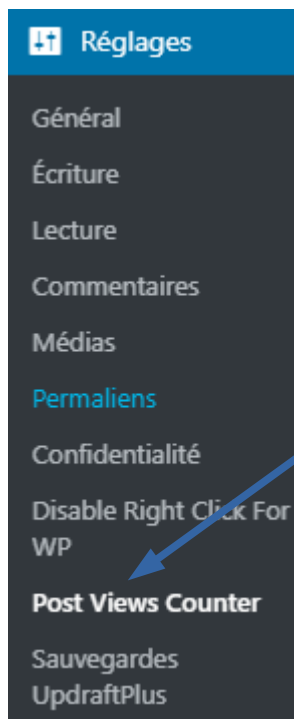 Réglages
Général
Écriture
Lecture
Commentaires
Médias
Permaliens
Confidentialité
Disable Right Click For
WP
Post Views Counter
Sauvegardes
UpdraftPlus